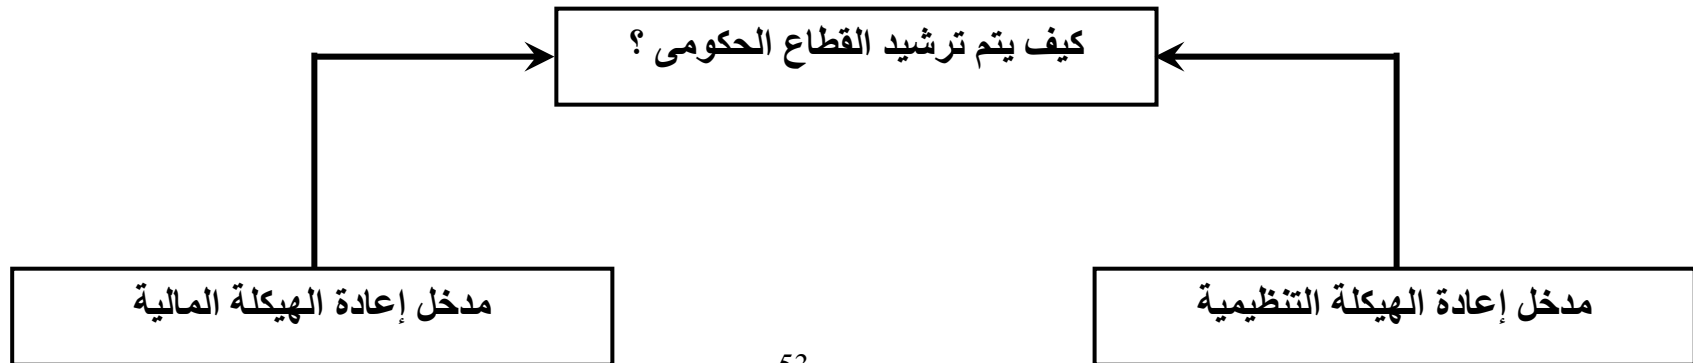 كيف يتم ترشيد القطاع الحكومى ؟
مدخل إعادة الهيكلة التنظيمية
مدخل إعادة الهيكلة المالية